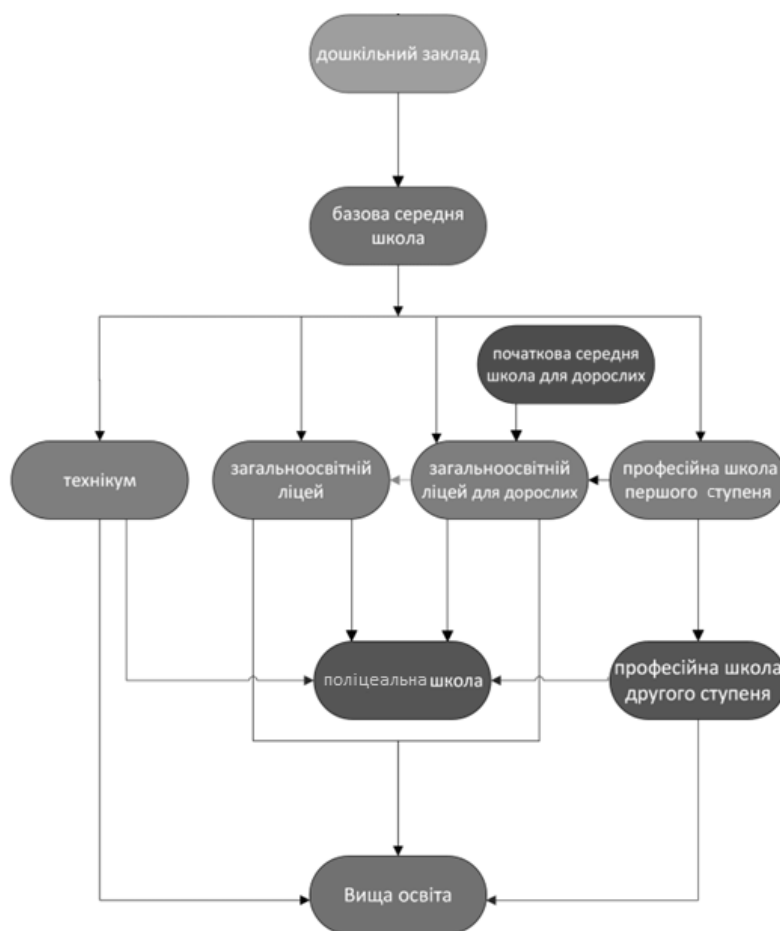 дошкільний заклад
базова середня
школа
початкова середня
школа для дорослих
технікум
загальноосвітній
ліцей
загальноосвітній
ліцей для дорослих
професійна школа
першого ступеня
поліцеальна школа
професійна школа
другого ступеня
Вища освіта